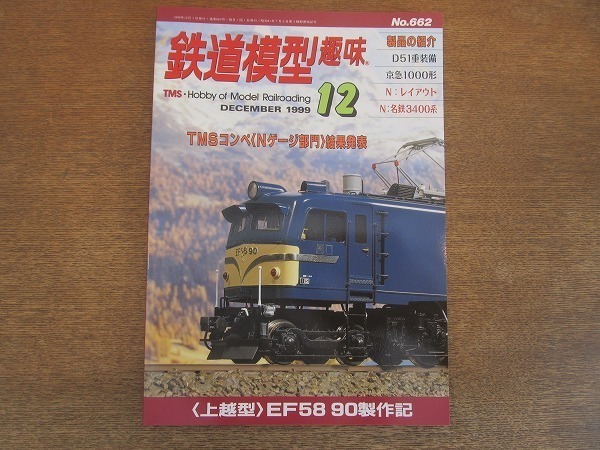 No.662
鉄道模型趣味
TMS・Hobby of Model Railroading
DECEMBER 1999
12
製品の紹介
D51重装備
京急1000形
N:レイアウト
N:名鉄3400系
TMSコンペ〈Nゲージ部門〉結果発表
EF58 90
〈上越型〉EF58 90製作記